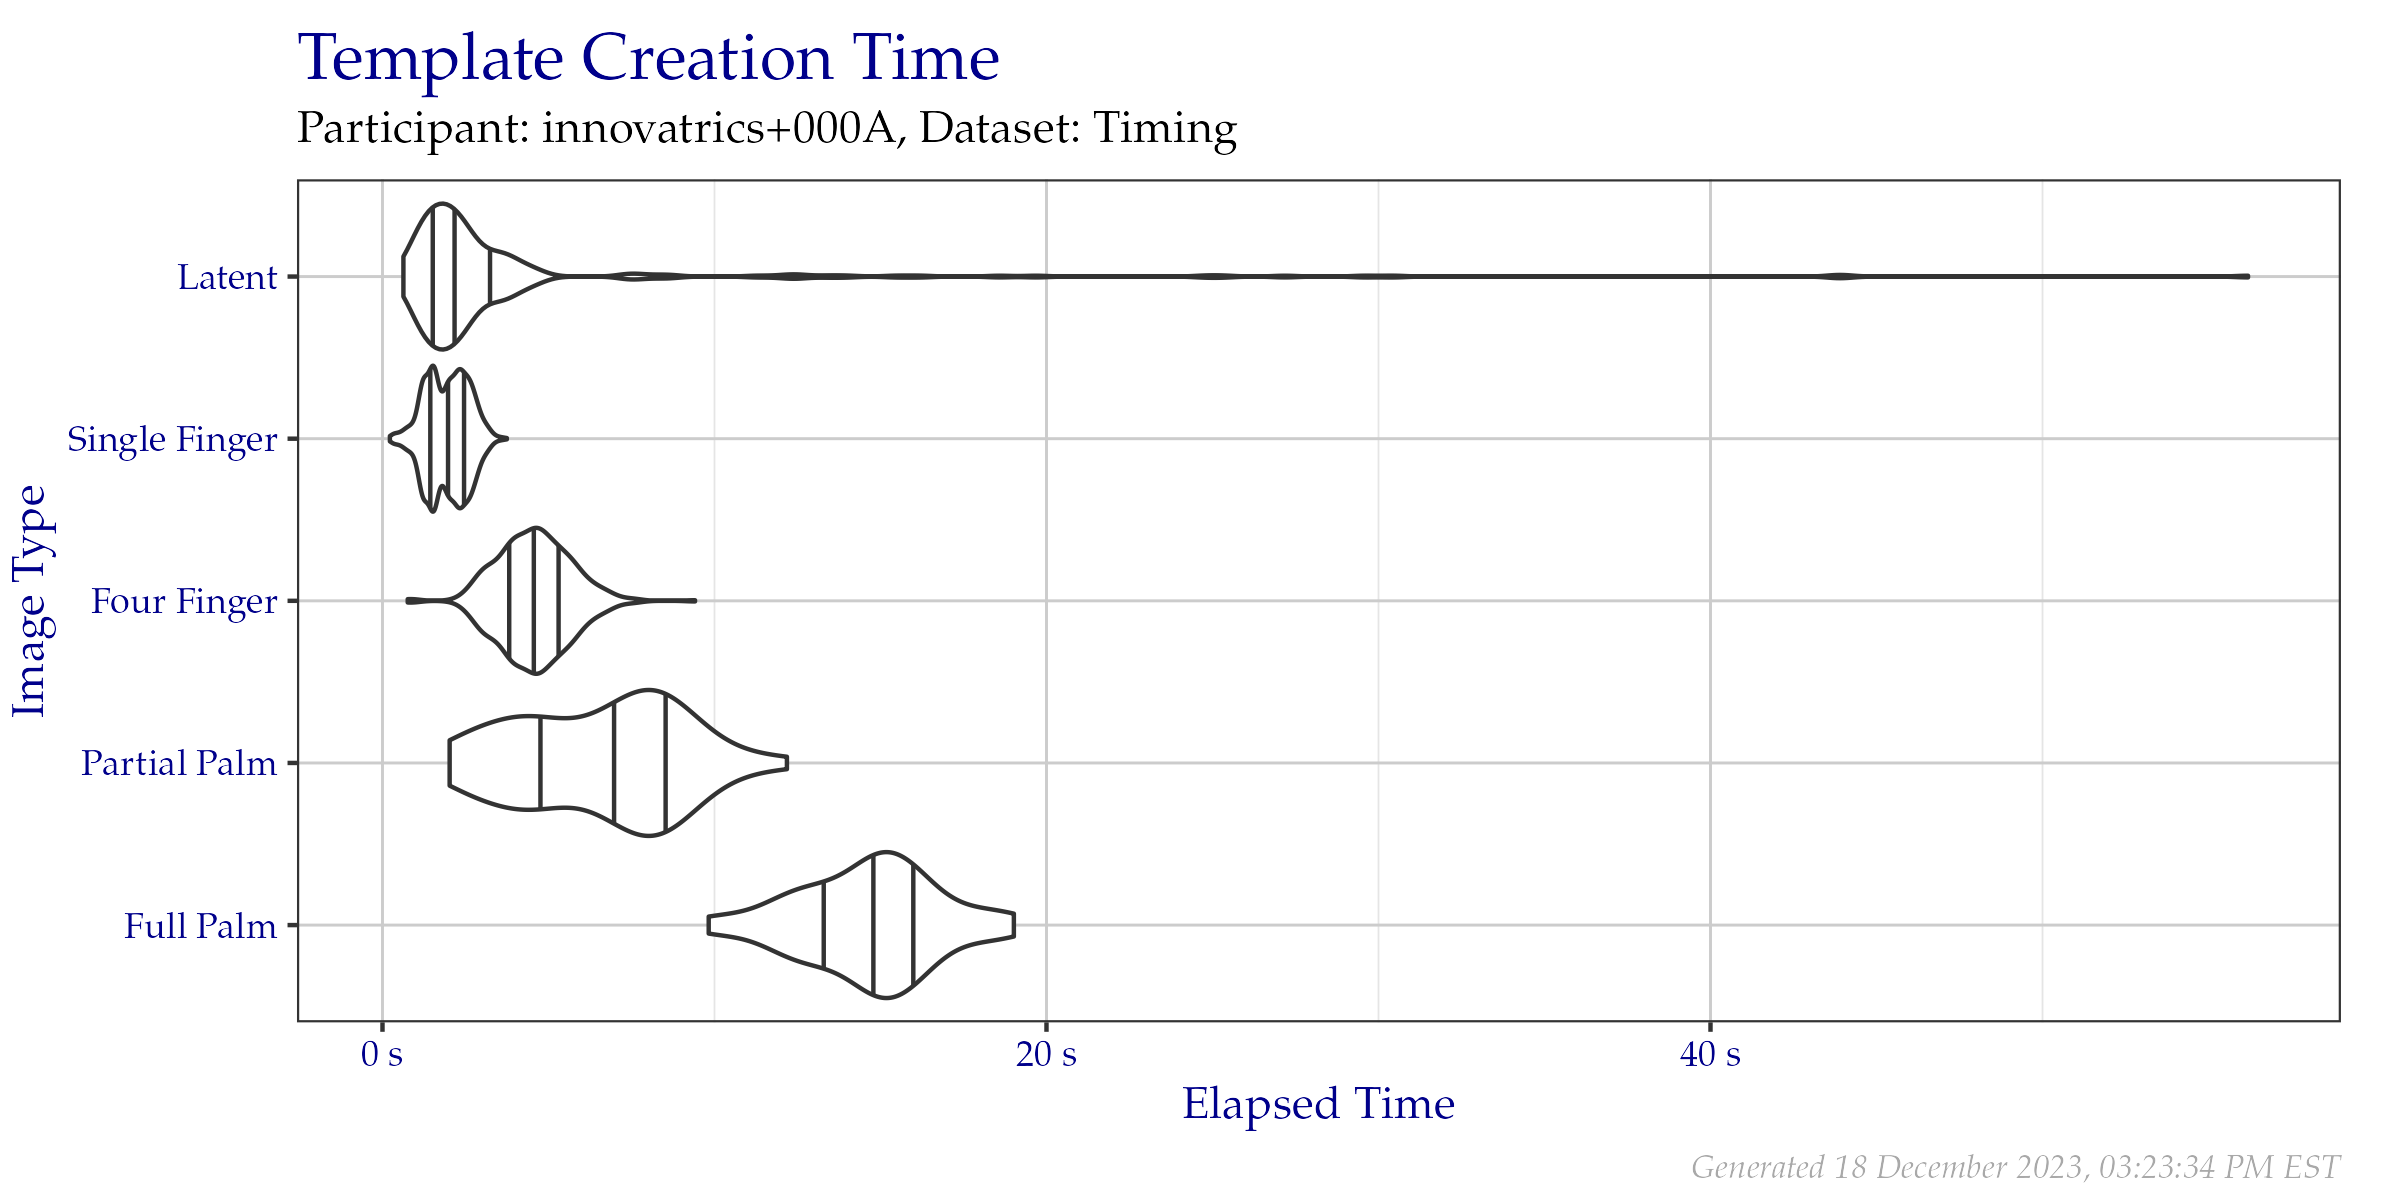 Template Creation Time
Participant: innovatrics+000A, Dataset: Timing
Image Type
Latent
Single Finger
Four Finger
Partial Palm
Full Palm
0 s
20 s
40 s
Elapsed Time
Generated 18 December 2023, 03:23:34 PM EST